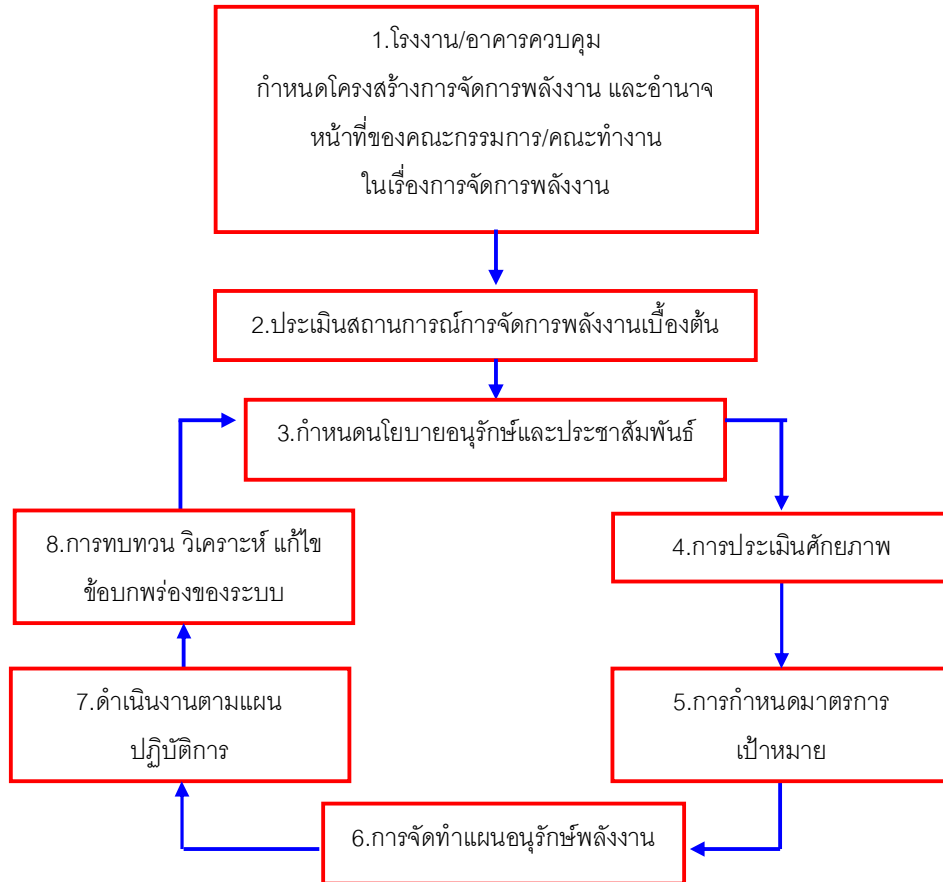 1.โรงงาน/อาคารควบคุม
กำหนดโครงสร้างการจัดการพลังงาน และอำนาจ
หน้าที่ของคณะกรรมการ/คณะทำงาน
ในเรื่องการจัดการพลังงาน
2.ประเมินสถานการณ์การจัดการพลังงานเบื้องต้น
3.กำหนดนโยบายอนุรักษ์และประชาสัมพันธ์
4.การประเมินศักยภาพ
5.การกำหนดมาตรการ
เป้าหมาย
6.การจัดทำแผนอนุรักษ์พลังงาน
7.ดำเนินงานตามแผน
ปฏิบัติการ
8.การทบทวน วิเคราะห์ แก้ไข
ข้อบกพร่องของระบบ